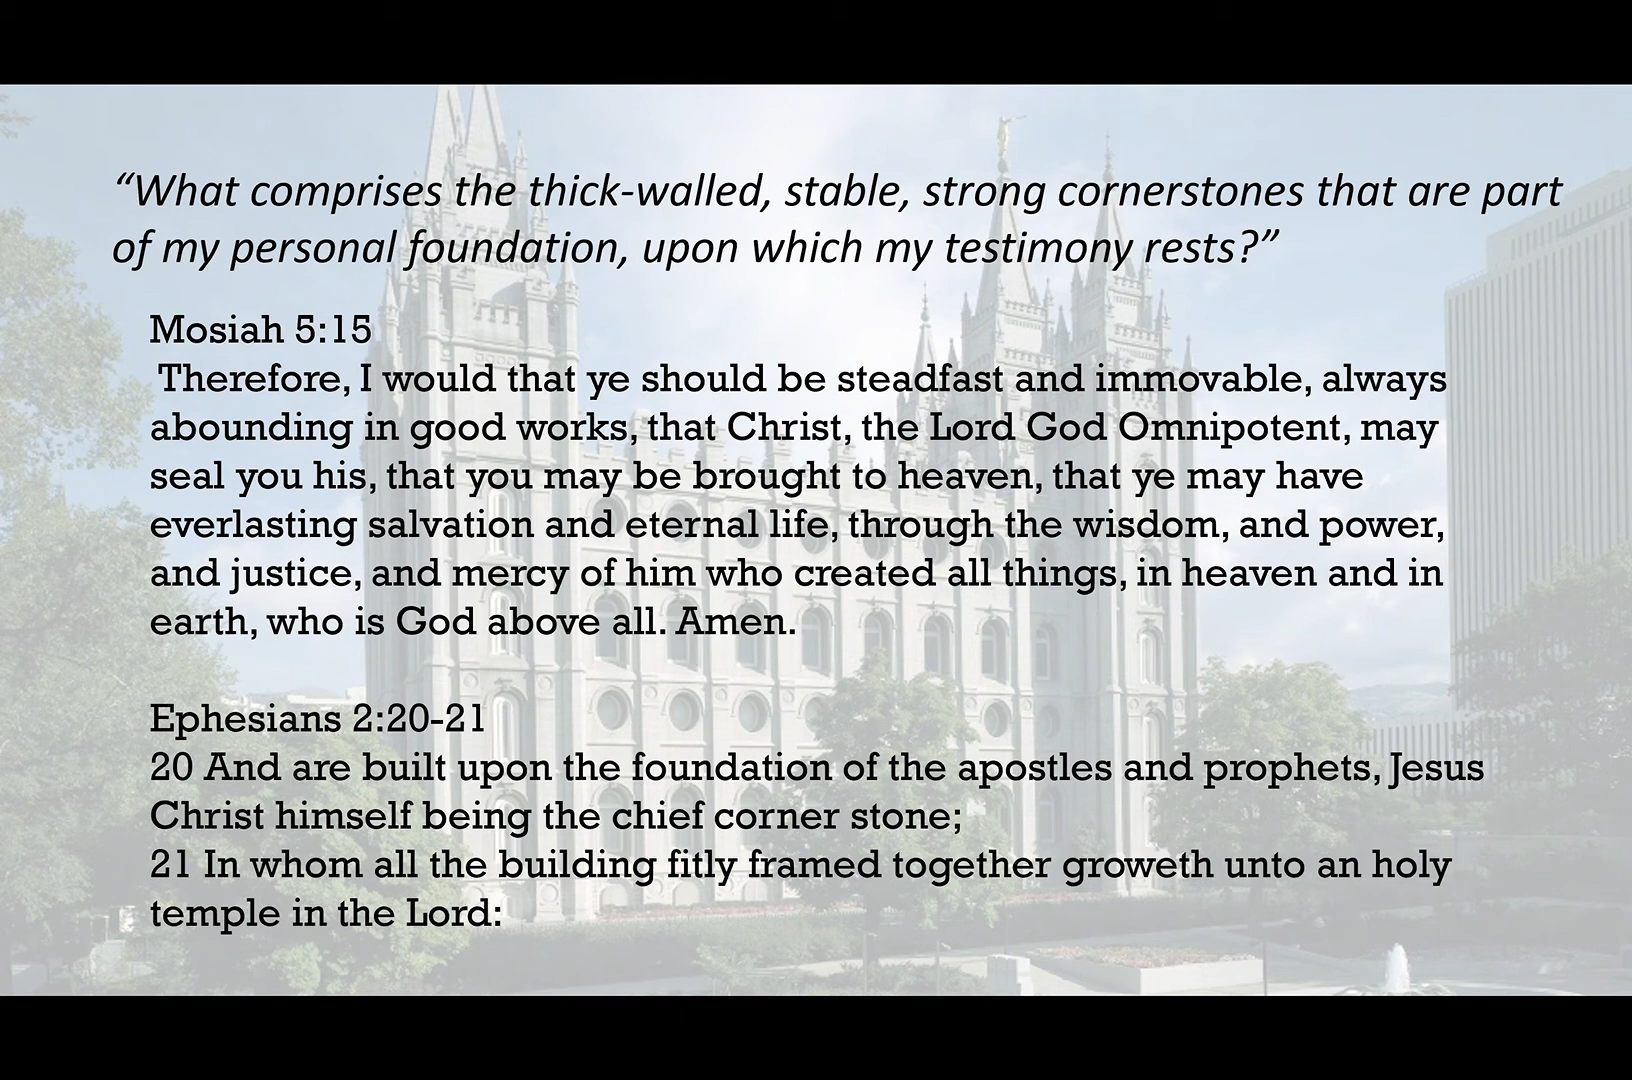 “What comprises the thick-walled, stable, strong cornerstones that are part
of my personal foundation, upon which my testimony rests?”
Mosiah 5:15
Therefore, I would that ye should be steadfast and immovable, always
abounding in good works, that Christ, the Lord God Omnipotent, may
seal you his, that you may be brought to heaven, that ye may have
everlasting salvation and eternal life, through the wisdom, and power,
and justice, and mercy of him who created all things, in heaven and in
earth, who is God above all. Amen.
Ephesians 2:20-21
20 And are built upon the foundation of the apostles and prophets, Jesus
Christ himself being the chief corner stone;
21 In whom all the building fitly framed together groweth unto an holy
temple in the Lord: